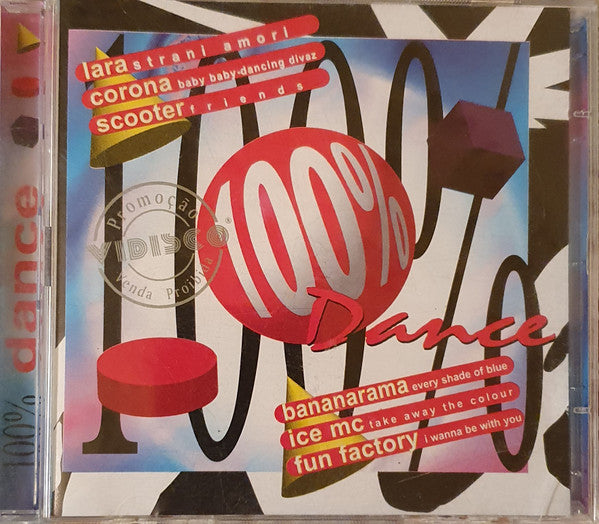 lara strani amori
corona baby baby-dancing divaz
scooter friends
Promoção
VIDISCO®
Venda Proibida
100%
Dance
bananarama every shade of blue
ice mc take away the colour
fun factory i wanna be with you
100%
100% dance